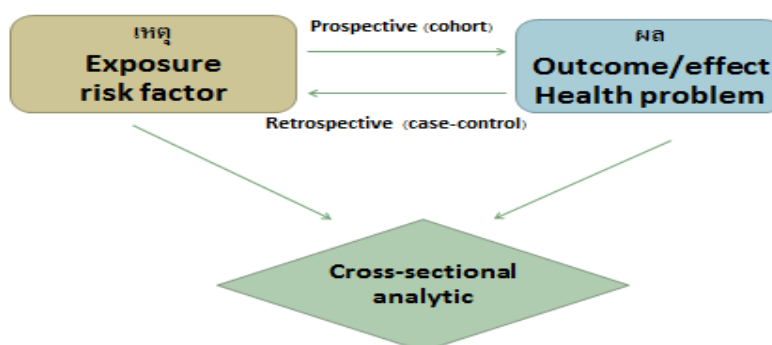 เหตุ
Exposure
risk factor
Prospective (cohort)
ผล
Outcome/effect
Health problem
Retrospective (case-control)
Cross-sectional
analytic